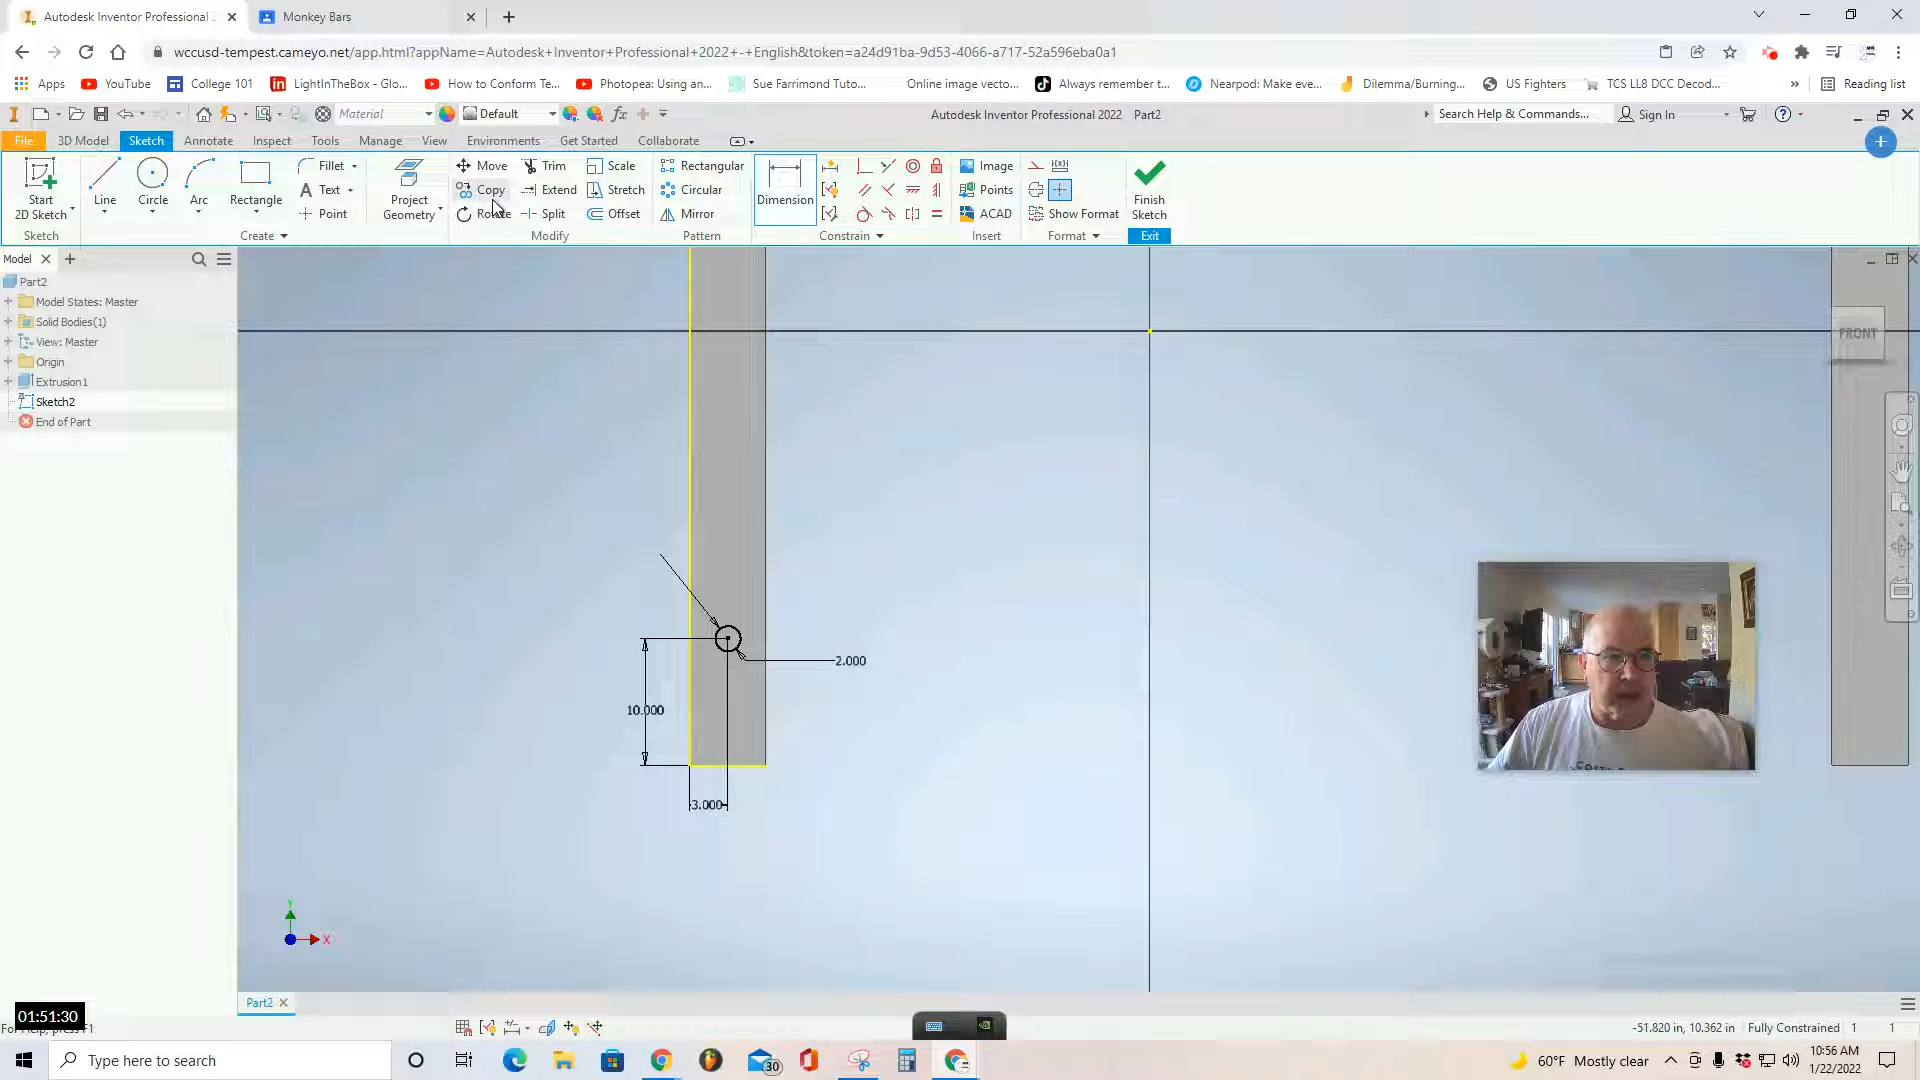 Autodesk Inventor Professional 2
Monkey Bars
wccusd-tempest.cameyo.net/app.html?appName=Autodesk+Inventor+Professional+2022+-+English&token=a24d91ba-9d53-4066-a717-52a596eba0a1
Apps YouTube College 101 LightInTheBox - Glo... How to Conform Te... Photopea: Using an... Sue Farrimond Tuto... Online image vecto... Always remember t... Nearpod: Make eve... Dilemma/Burning... US Fighters TCS LL8 DCC Decod... » Reading list
Material Default fx Autodesk Inventor Professional 2022 Part2 Search Help & Commands... Sign In
File 3D Model Sketch Annotate Inspect Tools Manage View Environments Get Started Collaborate
Move Trim Scale Rectangular
Fillet Image
Copy Extend Stretch Circular
Text Points
Start 2D Sketch Line Circle Arc Rectangle Project Geometry Dimension Finish Sketch
Point Rotate Split Offset Mirror ACAD Show Format
Sketch Create Modify Pattern Constrain Insert Format Exit
Model
Part2
Model States: Master
Solid Bodies(1)
View: Master
Origin
Extrusion1
Sketch2
End of Part
FRONT
2.000
10.000
3.000
Y
X
Part2
01:51:30
-51.820 in, 10.362 in Fully Constrained 1 1
Type here to search
30
60°F Mostly clear
10:56 AM
1/22/2022